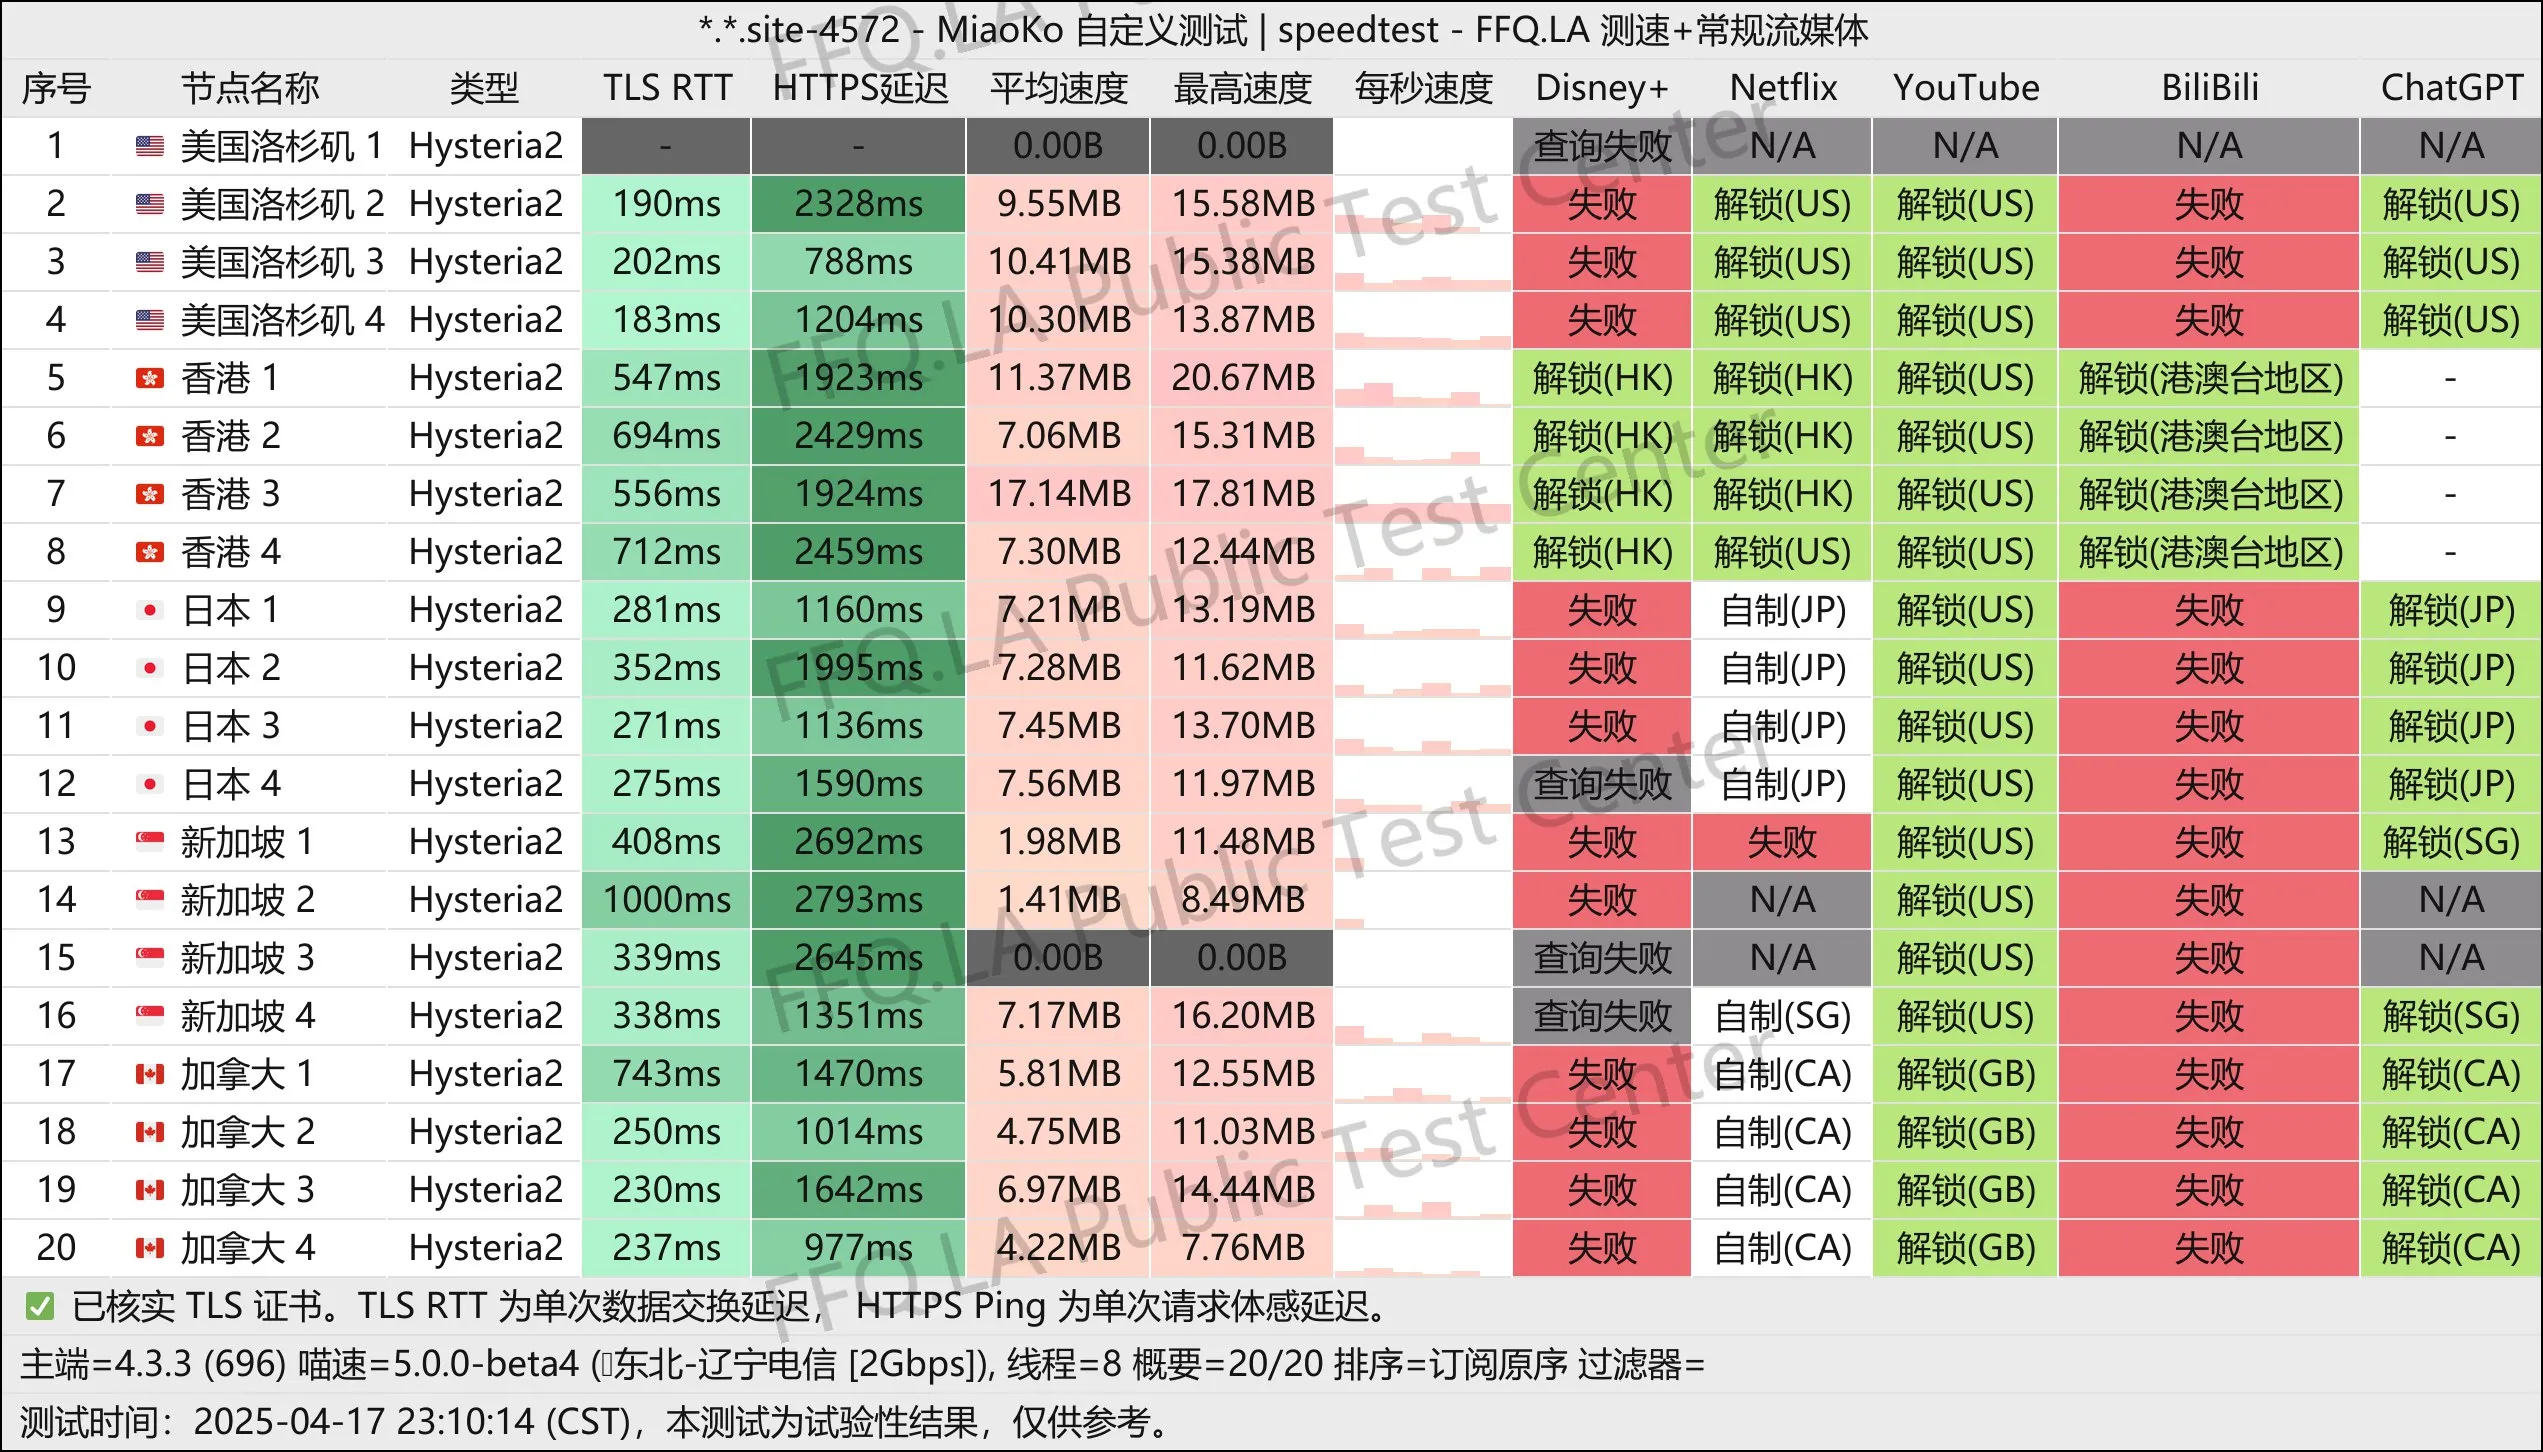 *.*.site-4572 - MiaoKo 自定义测试 | speedtest - FFQ.LA 测速+常规流媒体
序号 节点名称 类型 TLS RTT HTTPS延迟 平均速度 最高速度 每秒速度 Disney+ Netflix YouTube BiliBili ChatGPT
1 美国洛杉矶 1 Hysteria2 - - 0.00B 0.00B 查询失败 N/A N/A N/A N/A
2 美国洛杉矶 2 Hysteria2 190ms 2328ms 9.55MB 15.58MB 失败 解锁(US) 解锁(US) 失败 解锁(US)
3 美国洛杉矶 3 Hysteria2 202ms 788ms 10.41MB 15.38MB 失败 解锁(US) 解锁(US) 失败 解锁(US)
4 美国洛杉矶 4 Hysteria2 183ms 1204ms 10.30MB 13.87MB 失败 解锁(US) 解锁(US) 失败 解锁(US)
5 香港 1 Hysteria2 547ms 1923ms 11.37MB 20.67MB 解锁(HK) 解锁(HK) 解锁(US) 解锁(港澳台地区) -
6 香港 2 Hysteria2 694ms 2429ms 7.06MB 15.31MB 解锁(HK) 解锁(HK) 解锁(US) 解锁(港澳台地区) -
7 香港 3 Hysteria2 556ms 1924ms 17.14MB 17.81MB 解锁(HK) 解锁(HK) 解锁(US) 解锁(港澳台地区) -
8 香港 4 Hysteria2 712ms 2459ms 7.30MB 12.44MB 解锁(HK) 解锁(US) 解锁(US) 解锁(港澳台地区) -
9 日本 1 Hysteria2 281ms 1160ms 7.21MB 13.19MB 失败 自制(JP) 解锁(US) 失败 解锁(JP)
10 日本 2 Hysteria2 352ms 1995ms 7.28MB 11.62MB 失败 自制(JP) 解锁(US) 失败 解锁(JP)
11 日本 3 Hysteria2 271ms 1136ms 7.45MB 13.70MB 失败 自制(JP) 解锁(US) 失败 解锁(JP)
12 日本 4 Hysteria2 275ms 1590ms 7.56MB 11.97MB 查询失败 自制(JP) 解锁(US) 失败 解锁(JP)
13 新加坡 1 Hysteria2 408ms 2692ms 1.98MB 11.48MB 失败 失败 解锁(US) 失败 解锁(SG)
14 新加坡 2 Hysteria2 1000ms 2793ms 1.41MB 8.49MB 失败 N/A 解锁(US) 失败 N/A
15 新加坡 3 Hysteria2 339ms 2645ms 0.00B 0.00B 查询失败 N/A 解锁(US) 失败 N/A
16 新加坡 4 Hysteria2 338ms 1351ms 7.17MB 16.20MB 查询失败 自制(SG) 解锁(US) 失败 解锁(SG)
17 加拿大 1 Hysteria2 743ms 1470ms 5.81MB 12.55MB 失败 自制(CA) 解锁(GB) 失败 解锁(CA)
18 加拿大 2 Hysteria2 250ms 1014ms 4.75MB 11.03MB 失败 自制(CA) 解锁(GB) 失败 解锁(CA)
19 加拿大 3 Hysteria2 230ms 1642ms 6.97MB 14.44MB 失败 自制(CA) 解锁(GB) 失败 解锁(CA)
20 加拿大 4 Hysteria2 237ms 977ms 4.22MB 7.76MB 失败 自制(CA) 解锁(GB) 失败 解锁(CA)
✅ 已核实 TLS 证书。TLS RTT 为单次数据交换延迟， HTTPS Ping 为单次请求体感延迟。
主端=4.3.3 (696) 喵速=5.0.0-beta4 (东北-辽宁电信 [2Gbps]), 线程=8 概要=20/20 排序=订阅原序 过滤器=
测试时间：2025-04-17 23:10:14 (CST)，本测试为试验性结果，仅供参考。
FFQ.LA Public Test Center
FFQ.LA Public Test Center
FFQ.LA Public Test Center
FFQ.LA Public Test Center